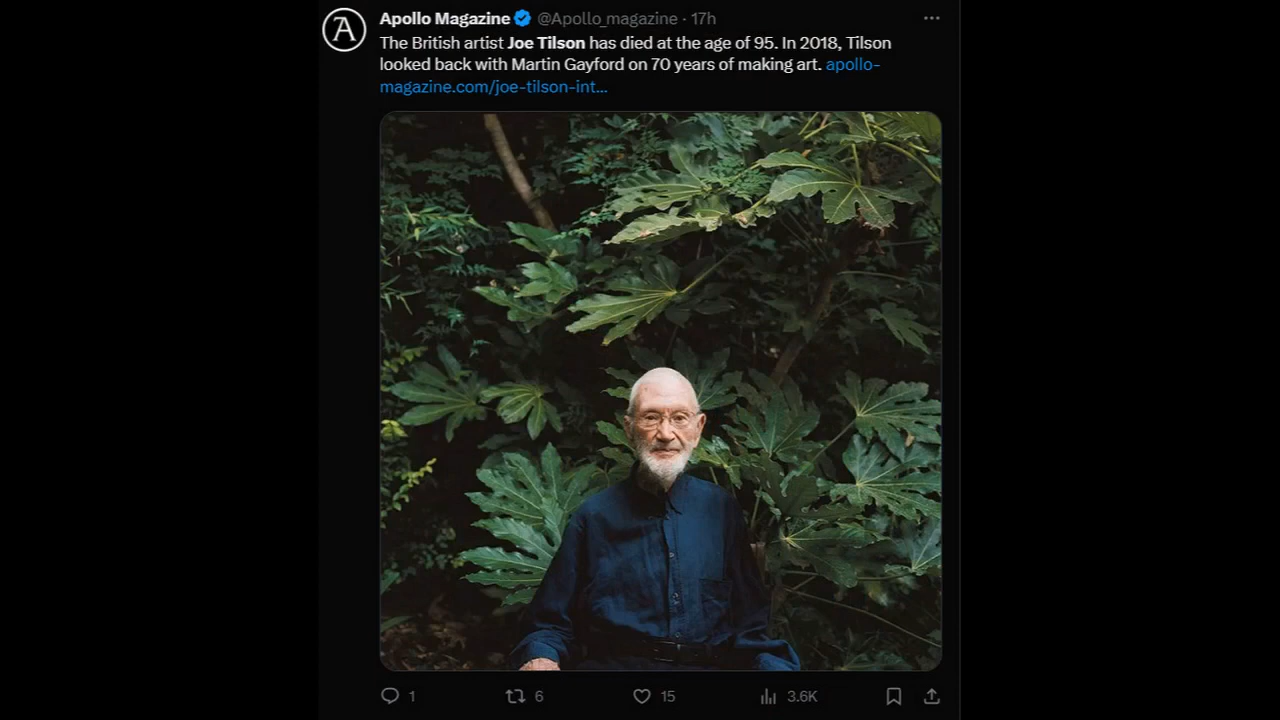 Apollo Magazine @Apollo_magazine · 17h
The British artist Joe Tilson has died at the age of 95. In 2018, Tilson
looked back with Martin Gayford on 70 years of making art. apollo-
magazine.com/joe-tilson-int...
1 6 15 3.6K